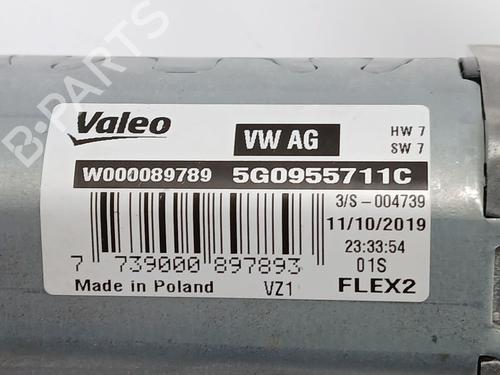 B-PARTS
Valeo
VW AG
HW 7
SW 7
W000089789 5G0955711C
3/S-004739
11/10/2019
23:33:54
7 739000 897893
01S
Made in Poland VZ1 FLEX2